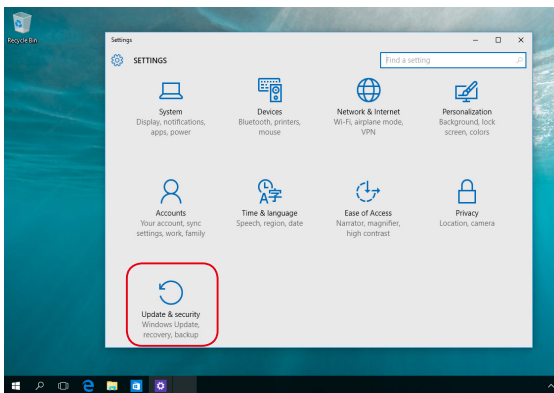 Recycle Bin
Settings
SETTINGS
Find a setting
System
Display, notifications,
apps, power
Devices
Bluetooth, printers,
mouse
Network & Internet
Wi-Fi, airplane mode,
VPN
Personalization
Background, lock
screen, colors
Accounts
Your account, sync
settings, work, family
Time & language
Speech, region, date
Ease of Access
Narrator, magnifier,
high contrast
Privacy
Location, camera
Update & security
Windows Update,
recovery, backup